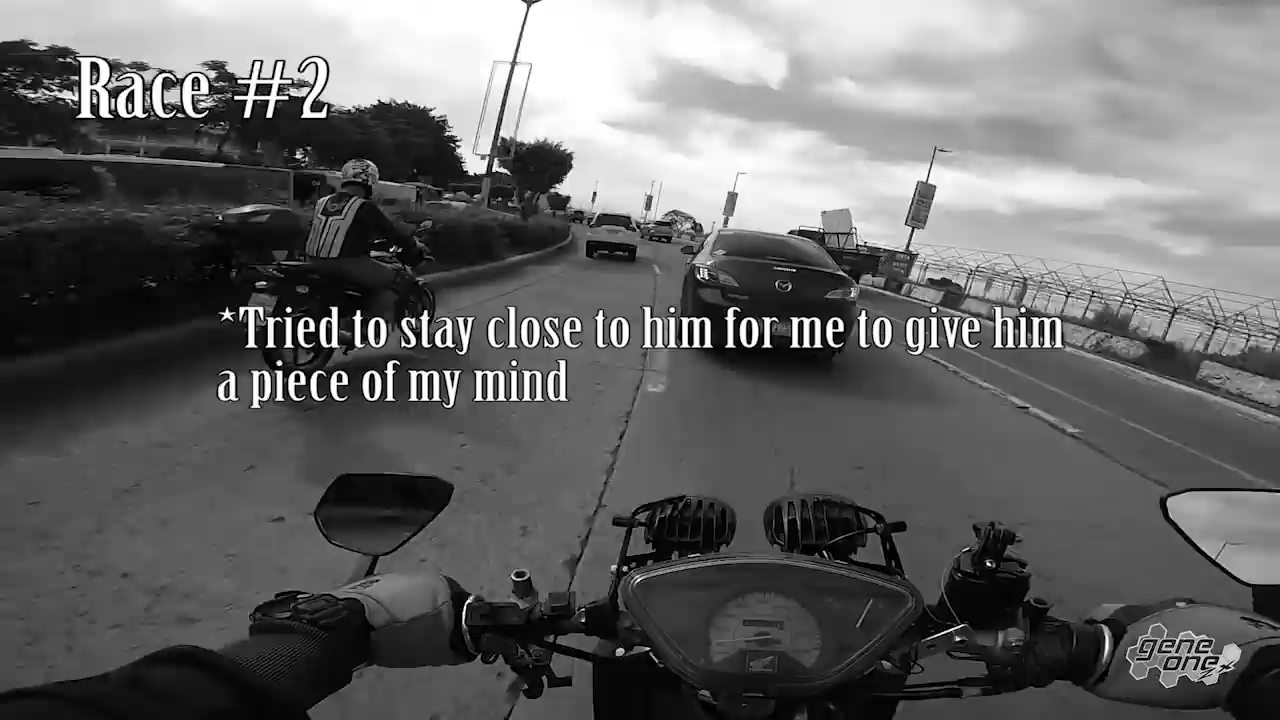 Race #2
*Tried to stay close to him for me to give him
a piece of my mind
gene
one